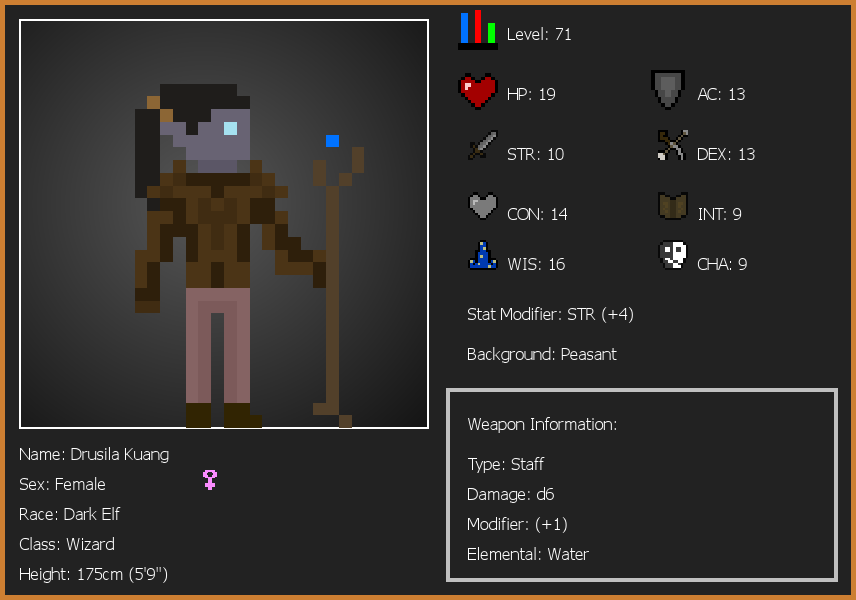 Level: 71
HP: 19
AC: 13
STR: 10
DEX: 13
CON: 14
INT: 9
WIS: 16
CHA: 9
Stat Modifier: STR (+4)
Background: Peasant
Weapon Information:
Type: Staff
Damage: d6
Modifier: (+1)
Elemental: Water
Name: Drusila Kuang
Sex: Female
Race: Dark Elf
Class: Wizard
Height: 175cm (5'9")